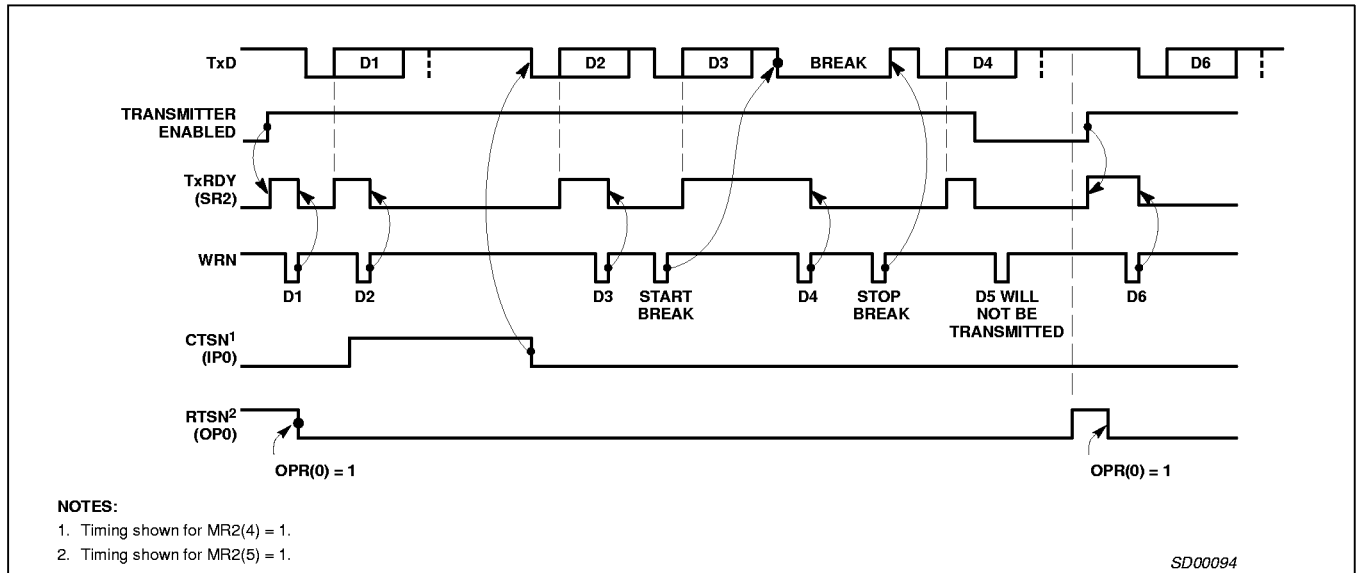 TxD
D1
D2
D3
BREAK
D4
D6
TRANSMITTER
ENABLED
TxRDY
(SR2)
WRN
D1
D2
D3
START
BREAK
D4
STOP
BREAK
D5 WILL
NOT BE
TRANSMITTED
D6
CTSN1
(IP0)
RTSN2
(OP0)
OPR(0) = 1
OPR(0) = 1
NOTES:
1. Timing shown for MR2(4) = 1.
2. Timing shown for MR2(5) = 1.
SD00094